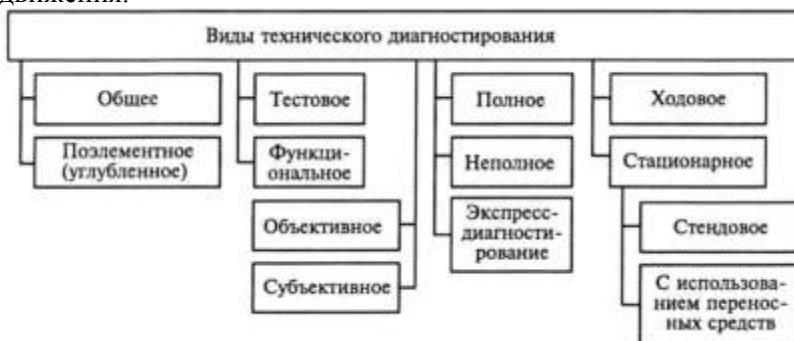 движения.
Виды технического диагностирования
Общее
Поэлементное
(углубленное)
Тестовое
Функци-
ональное
Объективное
Субъективное
Полное
Неполное
Экспресс-
диагности-
рование
Ходовое
Стационарное
Стендовое
С использова-
нием перенос-
ных средств